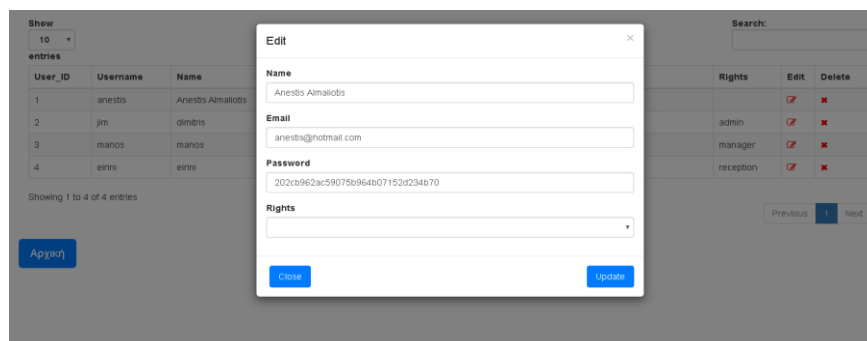 Show
10
entries
Search:
User_ID Username Name Rights Edit Delete
1 anestis Anestis Almaliotis
2 jim dimitris admin
3 manos manos manager
4 eirini eirini reception
Showing 1 to 4 of 4 entries
Previous 1 Next
Αρχική
Edit ×
Name
Anestis Almaliotis
Email
anestis@hotmail.com
Password
202cb962ac59075b964b07152d234b70
Rights
Close Update